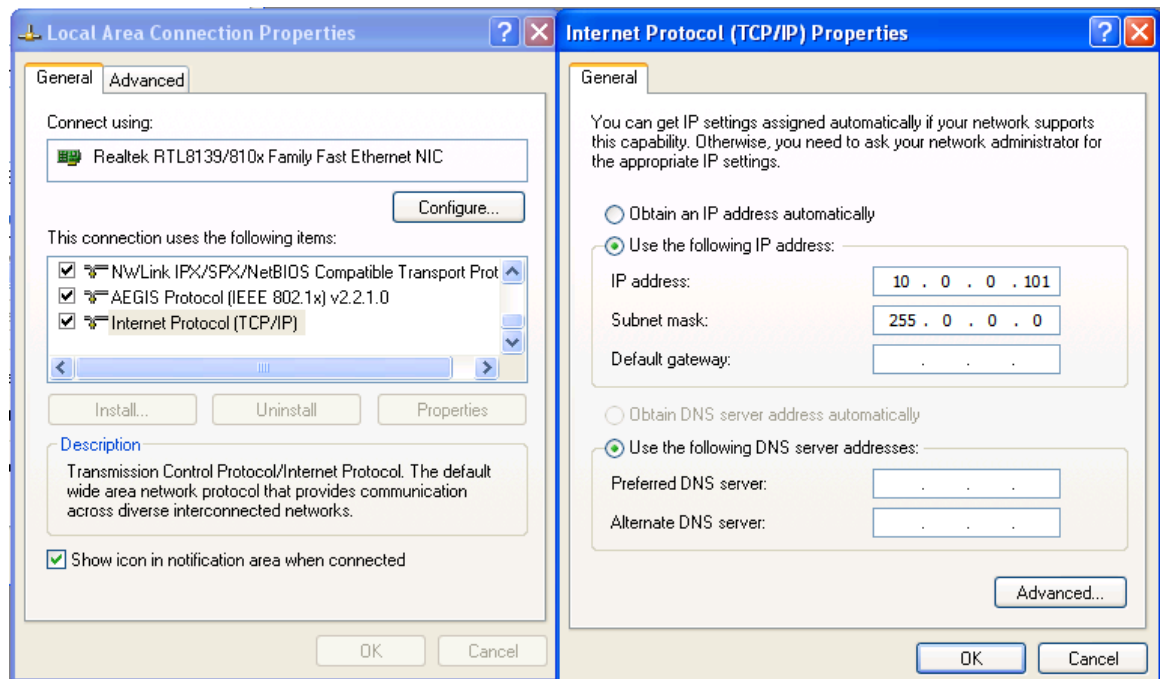 Local Area Connection Properties
General
Advanced
Connect using:
Realtek RTL8139/810x Family Fast Ethernet NIC
Configure...
This connection uses the following items:
NWLink IPX/SPX/NetBIOS Compatible Transport Prot
AEGIS Protocol (IEEE 802.1x) v2.2.1.0
Internet Protocol (TCP/IP)
Install...
Uninstall
Properties
Description
Transmission Control Protocol/Internet Protocol. The default
wide area network protocol that provides communication
across diverse interconnected networks.
Show icon in notification area when connected
OK
Cancel
Internet Protocol (TCP/IP) Properties
General
You can get IP settings assigned automatically if your network supports
this capability. Otherwise, you need to ask your network administrator for
the appropriate IP settings.
Obtain an IP address automatically
Use the following IP address:
IP address:
10 . 0 . 0 . 101
Subnet mask:
255 . 0 . 0 . 0
Default gateway:
. . .
Obtain DNS server address automatically
Use the following DNS server addresses:
Preferred DNS server:
. . .
Alternate DNS server:
. . .
Advanced...
OK
Cancel